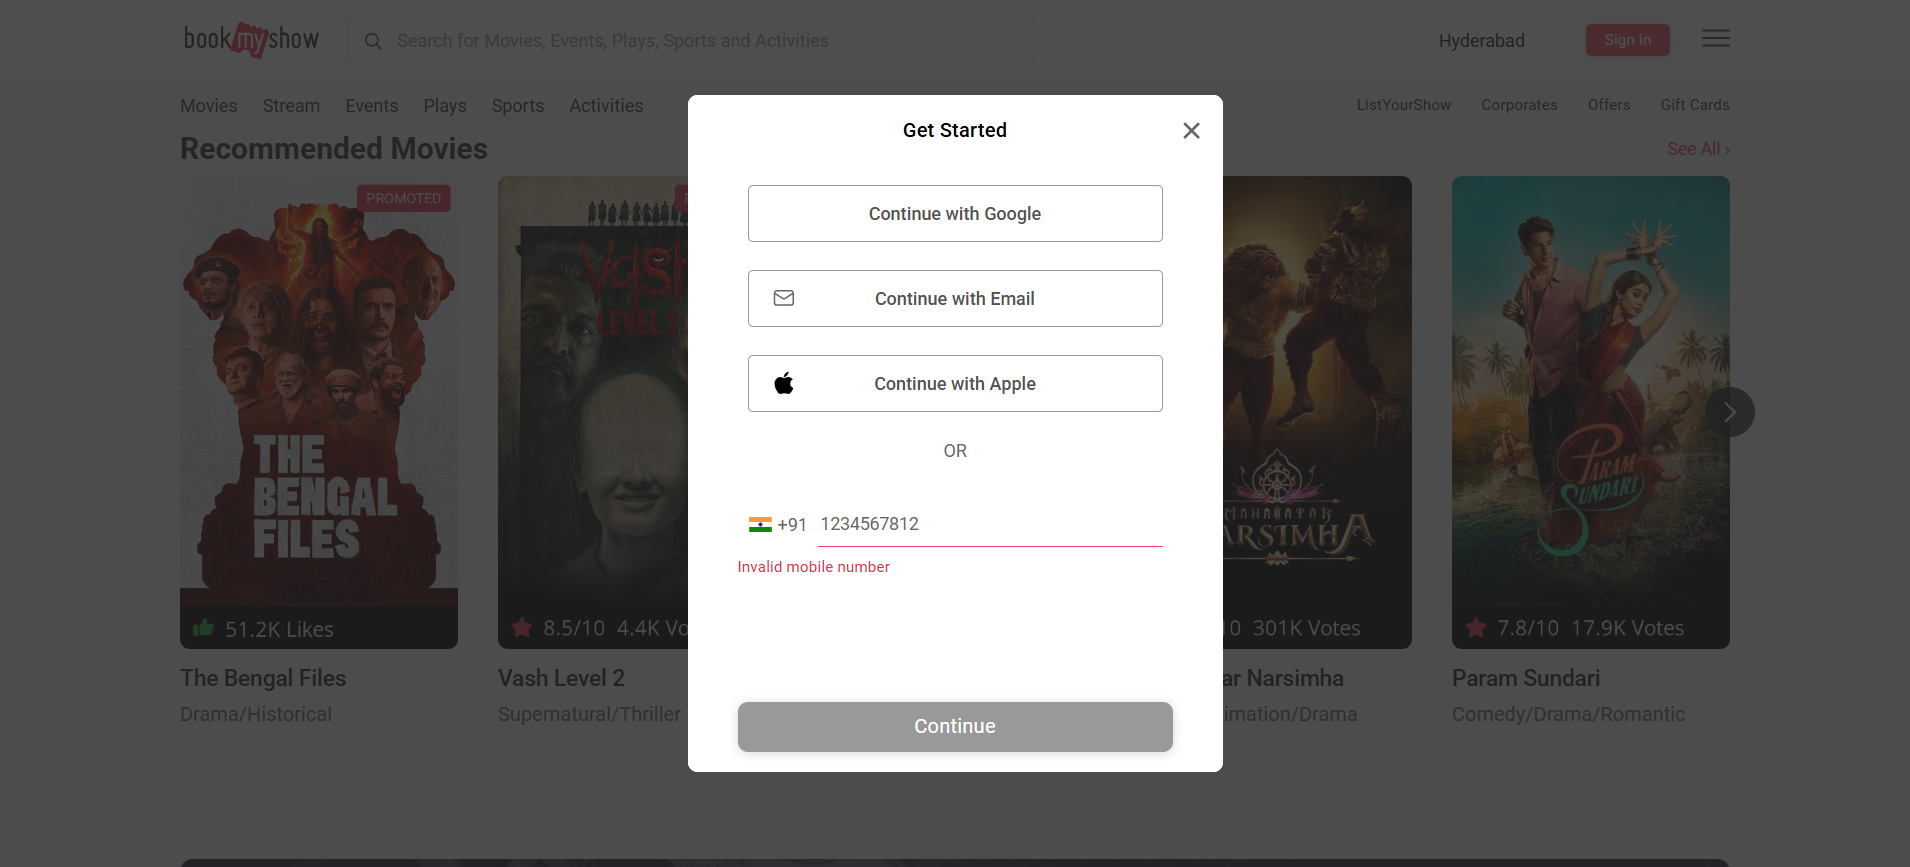 bookmyshow
Search for Movies, Events, Plays, Sports and Activities
Hyderabad
Sign in
Movies Stream Events Plays Sports Activities
ListYourShow Corporates Offers Gift Cards
Recommended Movies
See All ›
PROMOTED
THE
BENGAL
FILES
51.2K Likes
The Bengal Files
Drama/Historical
Vash
LEVEL 2
8.5/10 4.4K Vo
Vash Level 2
Supernatural/Thriller
Get Started
Continue with Google
Continue with Email
Continue with Apple
OR
+91 1234567812
Invalid mobile number
Continue
MAHAVATAR
ARSIMHA
10 301K Votes
ar Narsimha
imation/Drama
PARAM
SUNDARI
7.8/10 17.9K Votes
Param Sundari
Comedy/Drama/Romantic